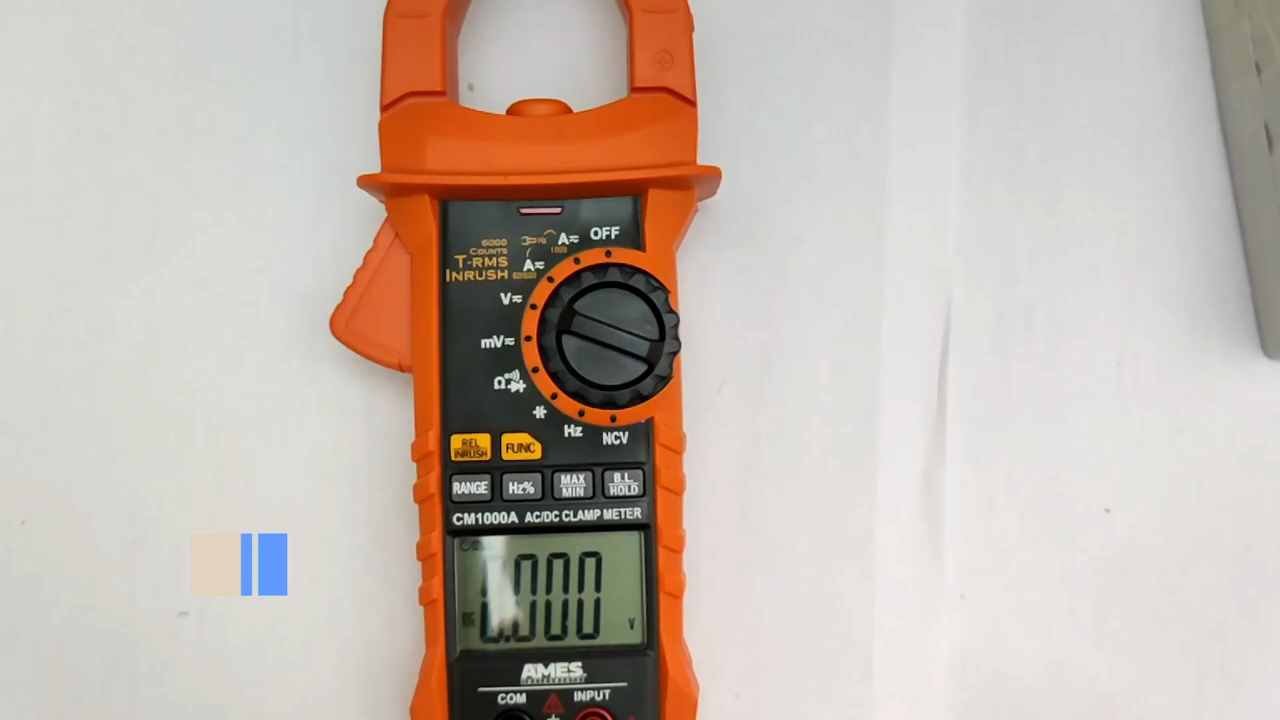 OFF
A
1000
6000
COUNTS
T-RMS
INRUSH
A
V
mV
Ω
Hz
NCV
REL
INRUSH
FUNC
RANGE
Hz%
MAX
MIN
B.L.
HOLD
CM1000A AC/DC CLAMP METER
0.000
V
AMES
COM
INPUT